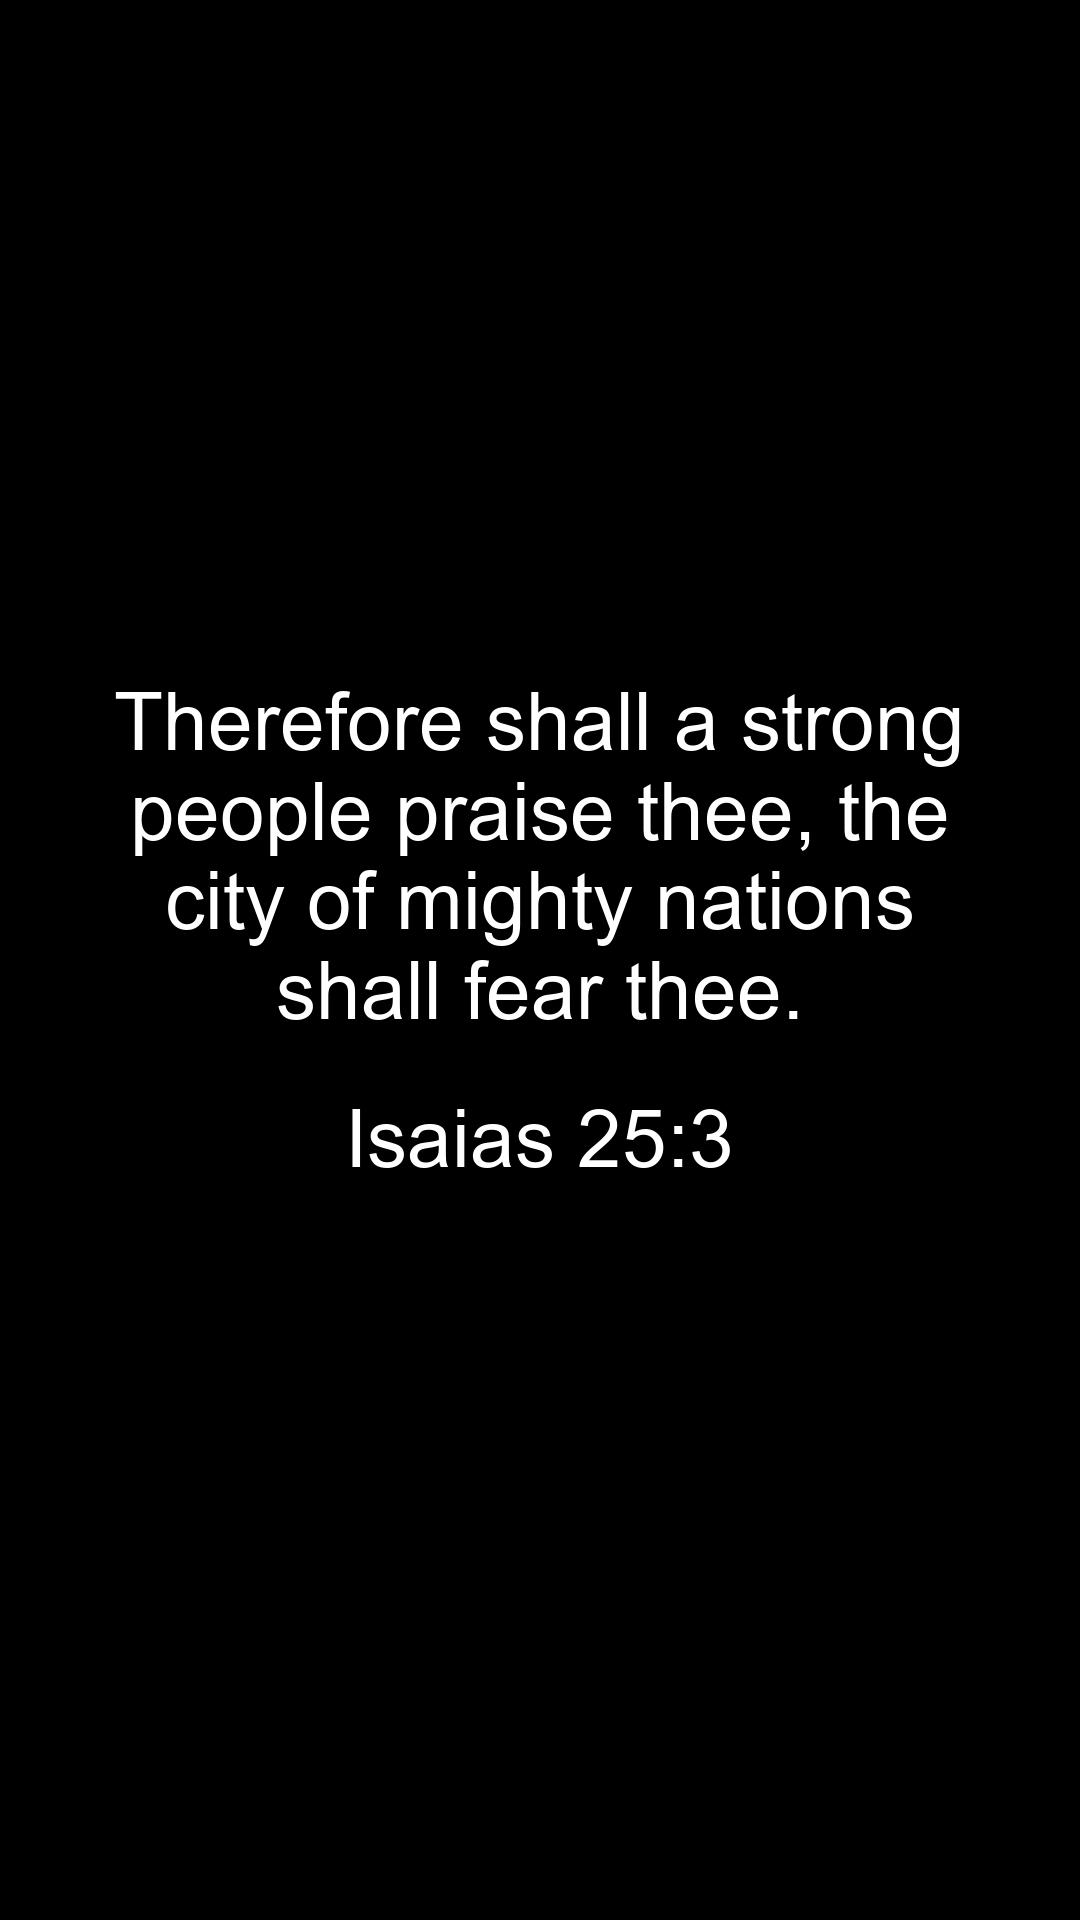 Therefore shall a strong
people praise thee, the
city of mighty nations
shall fear thee.
Isaias 25:3